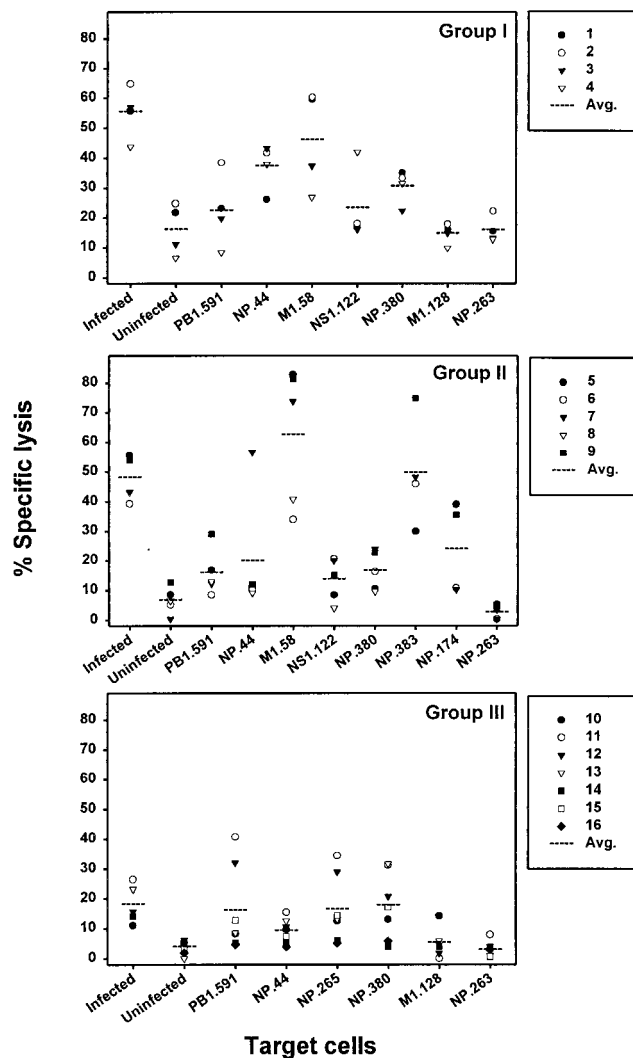 Group I
80
70
60
50
40
30
20
10
0
Infected
Uninfected
PB1.591
NP.44
M1.58
NS1.122
NP.380
M1.128
NP.263
1
2
3
4
Avg.
% Specific lysis
Group II
80
70
60
50
40
30
20
10
0
Infected
Uninfected
PB1.591
NP.44
M1.58
NS1.122
NP.380
NP.383
NP.174
NP.263
5
6
7
8
9
Avg.
Group III
80
70
60
50
40
30
20
10
0
Infected
Uninfected
PB1.591
NP.44
NP.265
NP.380
M1.128
NP.263
10
11
12
13
14
15
16
Avg.
Target cells